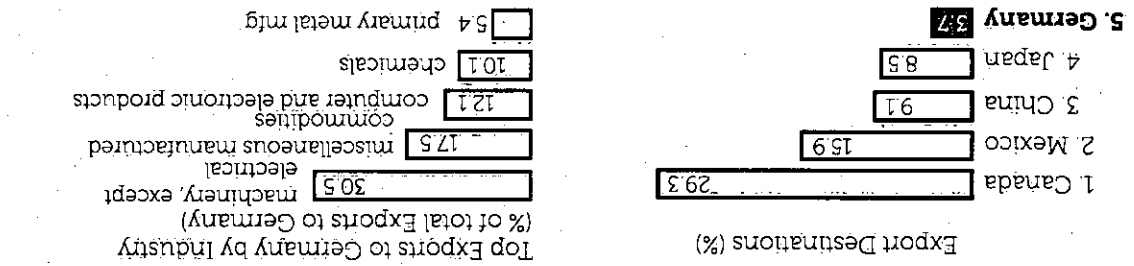 Export Destinations (%)
1. Canada 29.3
2. Mexico 15.9
3. China 9.1
4. Japan 8.5
5. Germany 3.7
Top Exports to Germany by Industry
(% of total Exports to Germany)
30.5 machinery, except
electrical
17.5 miscellaneous manufactured
commodities
12.1 computer and electronic products
10.1 chemicals
5.4 primary metal mfg